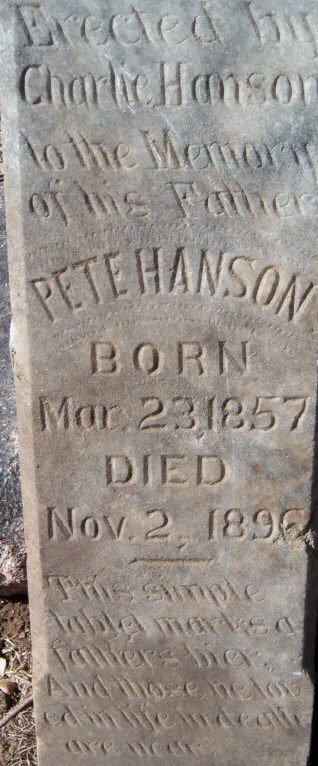 Erected by
Charlie Hanson
to the Memory
of his Father
PETE HANSON
BORN
Mar. 23, 1857
DIED
Nov. 2, 1896
This simple
tablet marks a
fathers bier,
And those he lov
ed in life in death
are near